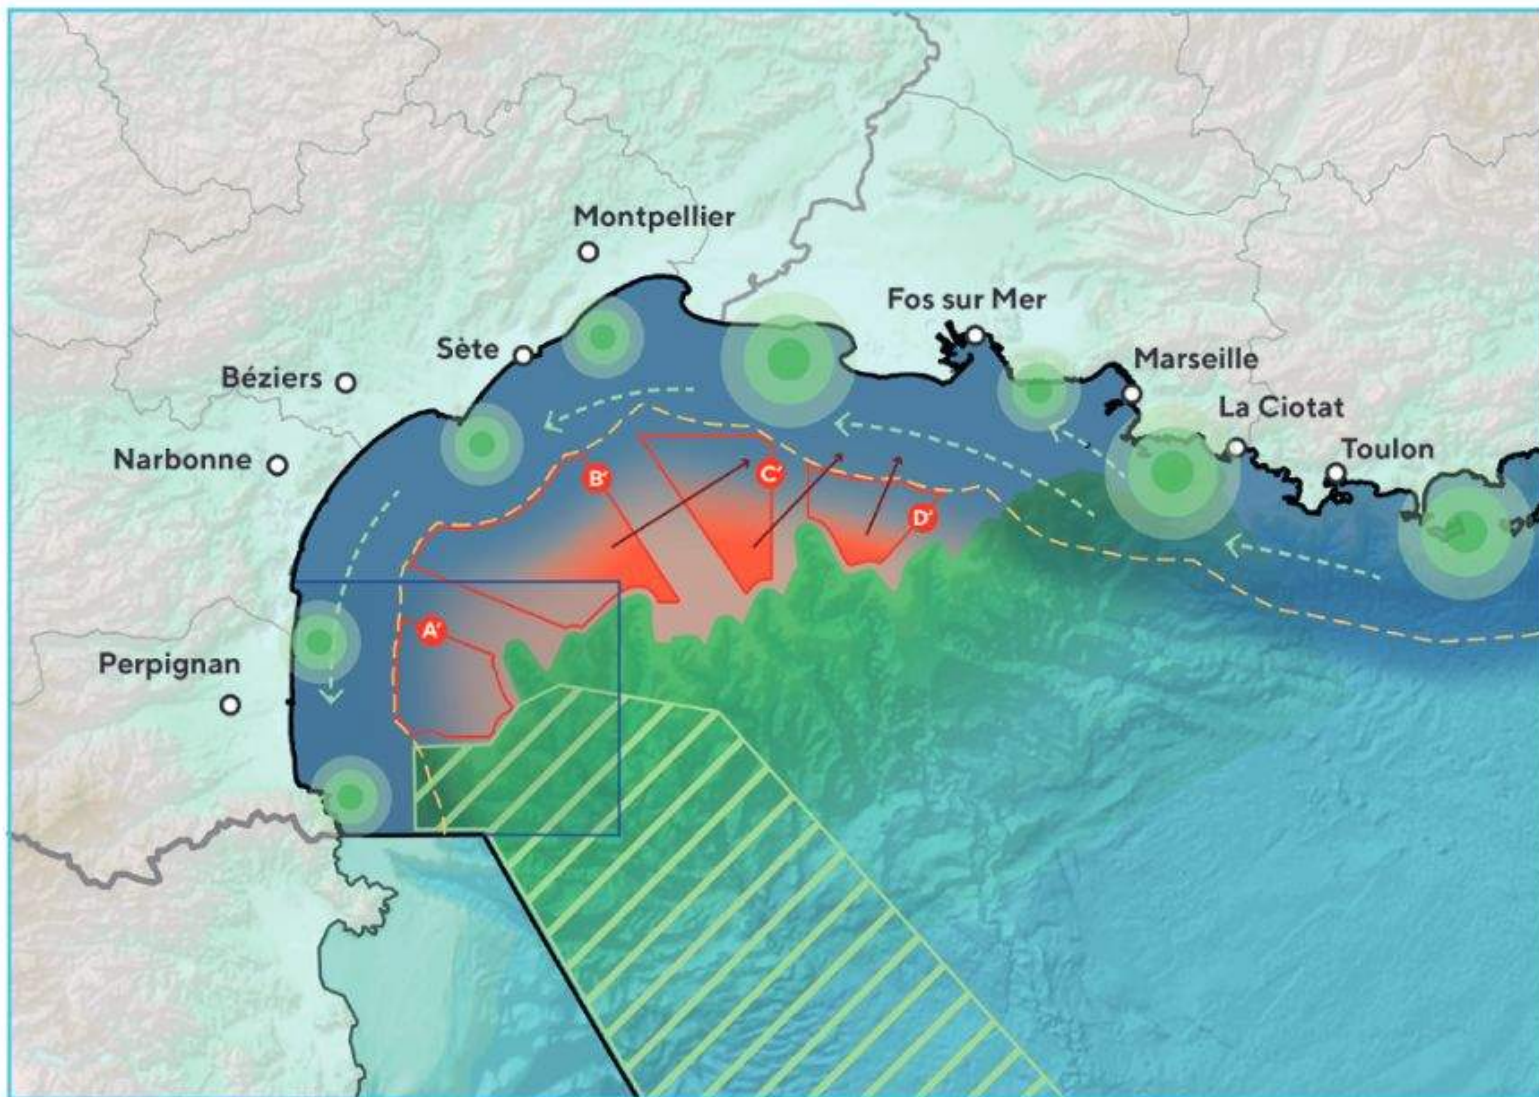 Montpellier
Fos sur Mer
Sète
Marseille
Béziers
La Ciotat
Narbonne
Toulon
B'
C'
D'
A'
Perpignan